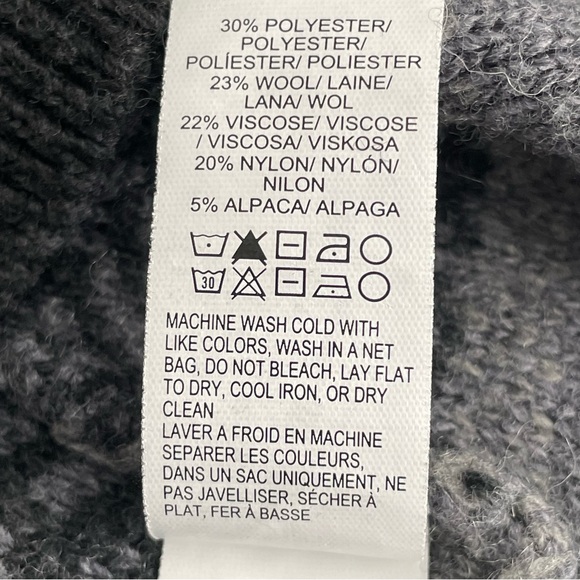 30% POLYESTER/
POLYESTER/
POLÍESTER/ POLIESTER
23% WOOL/ LAINE/
LANA/ WOL
22% VISCOSE/ VISCOSE
/ VISCOSA/ VISKOSA
20% NYLON/ NYLÓN/
NILON
5% ALPACA/ ALPAGA
30
MACHINE WASH COLD WITH
LIKE COLORS, WASH IN A NET
BAG, DO NOT BLEACH, LAY FLAT
TO DRY, COOL IRON, OR DRY
CLEAN
LAVER A FROID EN MACHINE
SEPARER LES COULEURS,
DANS UN SAC UNIQUEMENT, NE
PAS JAVELLISER, SÉCHER À
PLAT, FER À BASSE